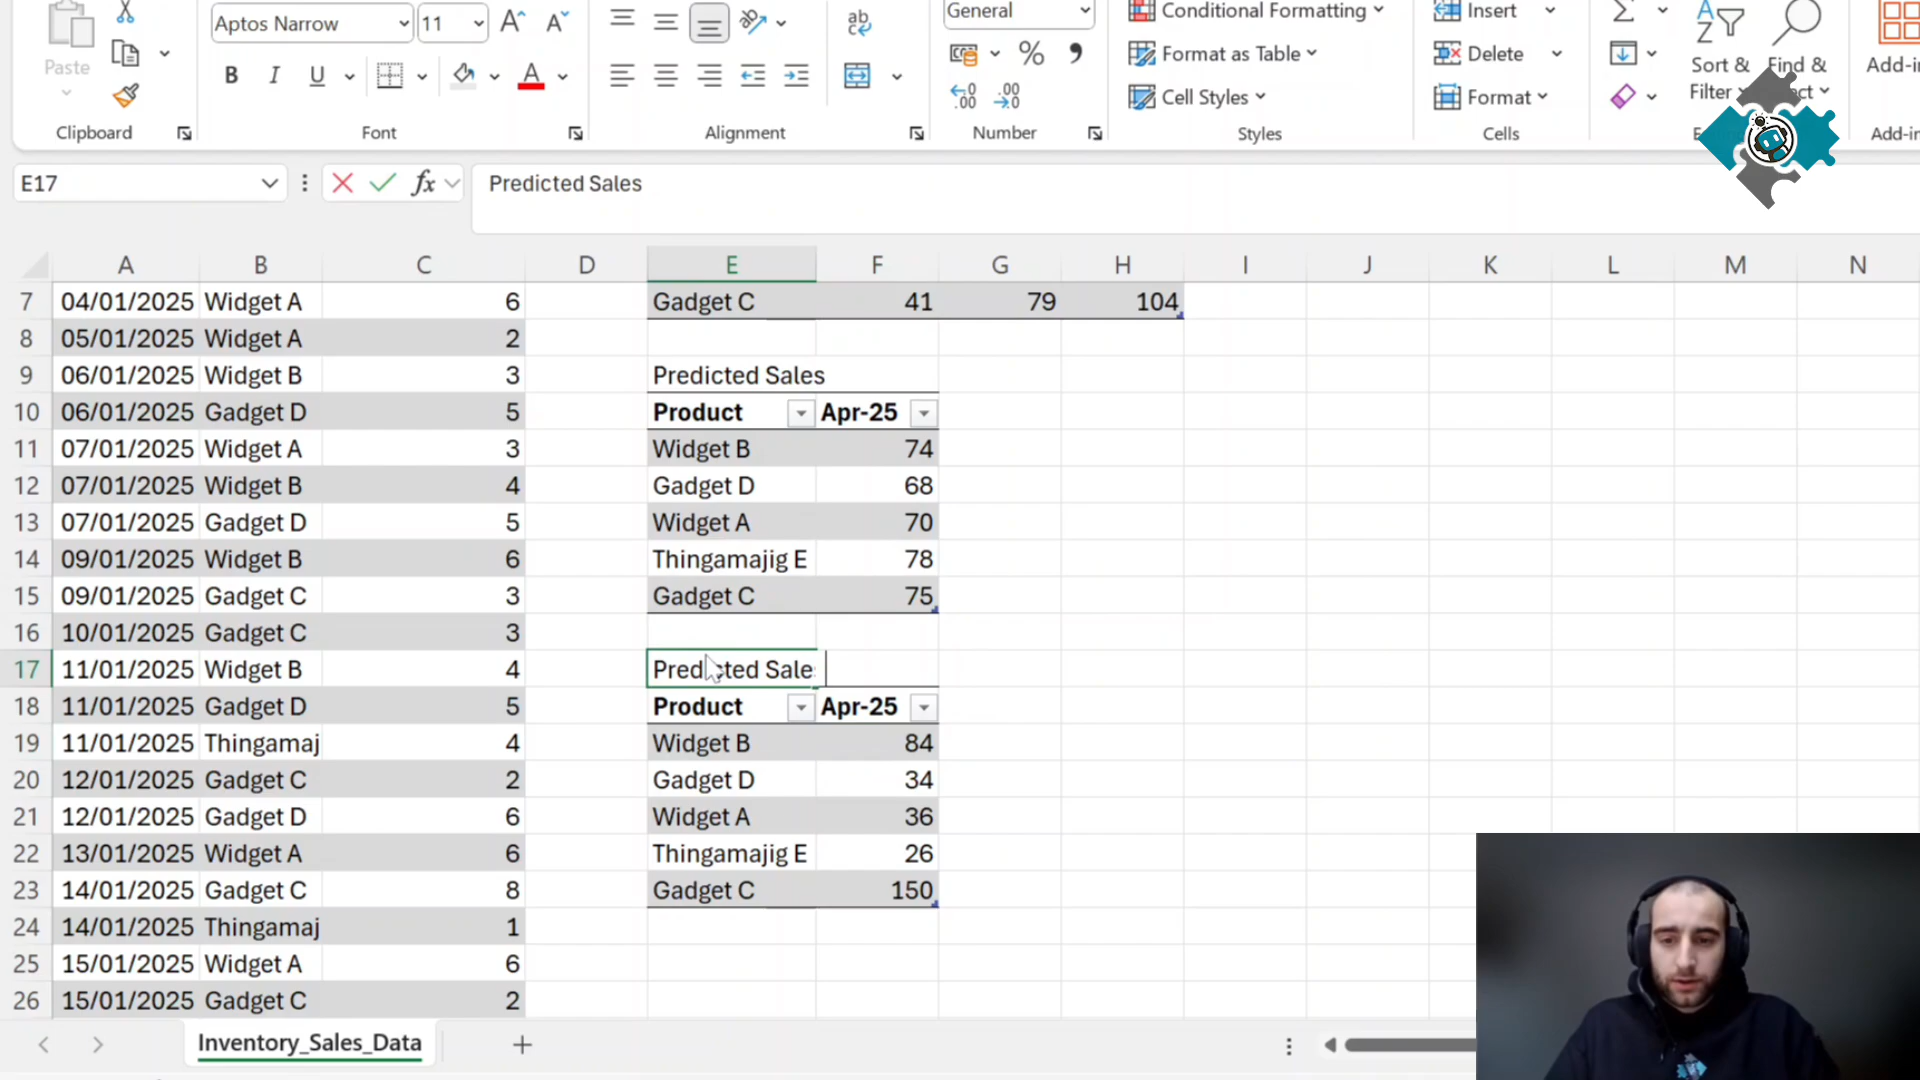 Aptos Narrow 11 ab General Conditional Formatting Insert
Paste B I U % , Format as Table Delete Sort & Find & Add-in
.00 .00 Cell Styles Format Filter
Clipboard Font Alignment Number Styles Cells Add-in
E17 fx Predicted Sales
A B C D E F G H I J K L M N
7 04/01/2025 Widget A 6 Gadget C 41 79 104
8 05/01/2025 Widget A 2
9 06/01/2025 Widget B 3 Predicted Sales
10 06/01/2025 Gadget D 5 Product Apr-25
11 07/01/2025 Widget A 3 Widget B 74
12 07/01/2025 Widget B 4 Gadget D 68
13 07/01/2025 Gadget D 5 Widget A 70
14 09/01/2025 Widget B 6 Thingamajig E 78
15 09/01/2025 Gadget C 3 Gadget C 75
16 10/01/2025 Gadget C 3
17 11/01/2025 Widget B 4 Predicted Sale
18 11/01/2025 Gadget D 5 Product Apr-25
19 11/01/2025 Thingamaj 4 Widget B 84
20 12/01/2025 Gadget C 2 Gadget D 34
21 12/01/2025 Gadget D 6 Widget A 36
22 13/01/2025 Widget A 6 Thingamajig E 26
23 14/01/2025 Gadget C 8 Gadget C 150
24 14/01/2025 Thingamaj 1
25 15/01/2025 Widget A 6
26 15/01/2025 Gadget C 2
Inventory_Sales_Data